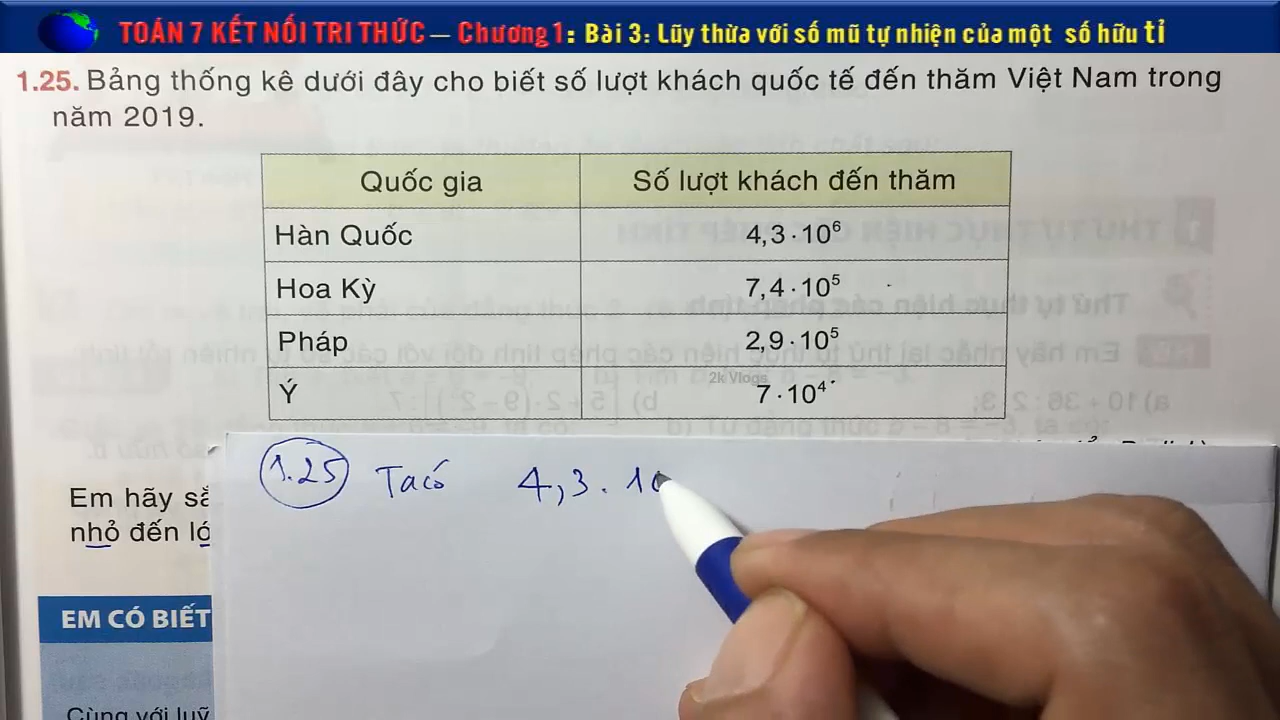 TOÁN 7 KẾT NỐI TRI THỨC — Chương 1: Bài 3: Lũy thừa với số mũ tự nhiện của một số hữu tỉ
1.25. Bảng thống kê dưới đây cho biết số lượt khách quốc tế đến thăm Việt Nam trong
năm 2019.
Quốc gia Số lượt khách đến thăm
Hàn Quốc 4,3·10⁶
Hoa Kỳ 7,4·10⁵
Pháp 2,9·10⁵
2k Vlogs
Ý 7·10⁴
1.25 Ta có 4,3.10
Em hãy sắ
nhỏ đến lớ
EM CÓ BIẾT
Cùng với luỹ